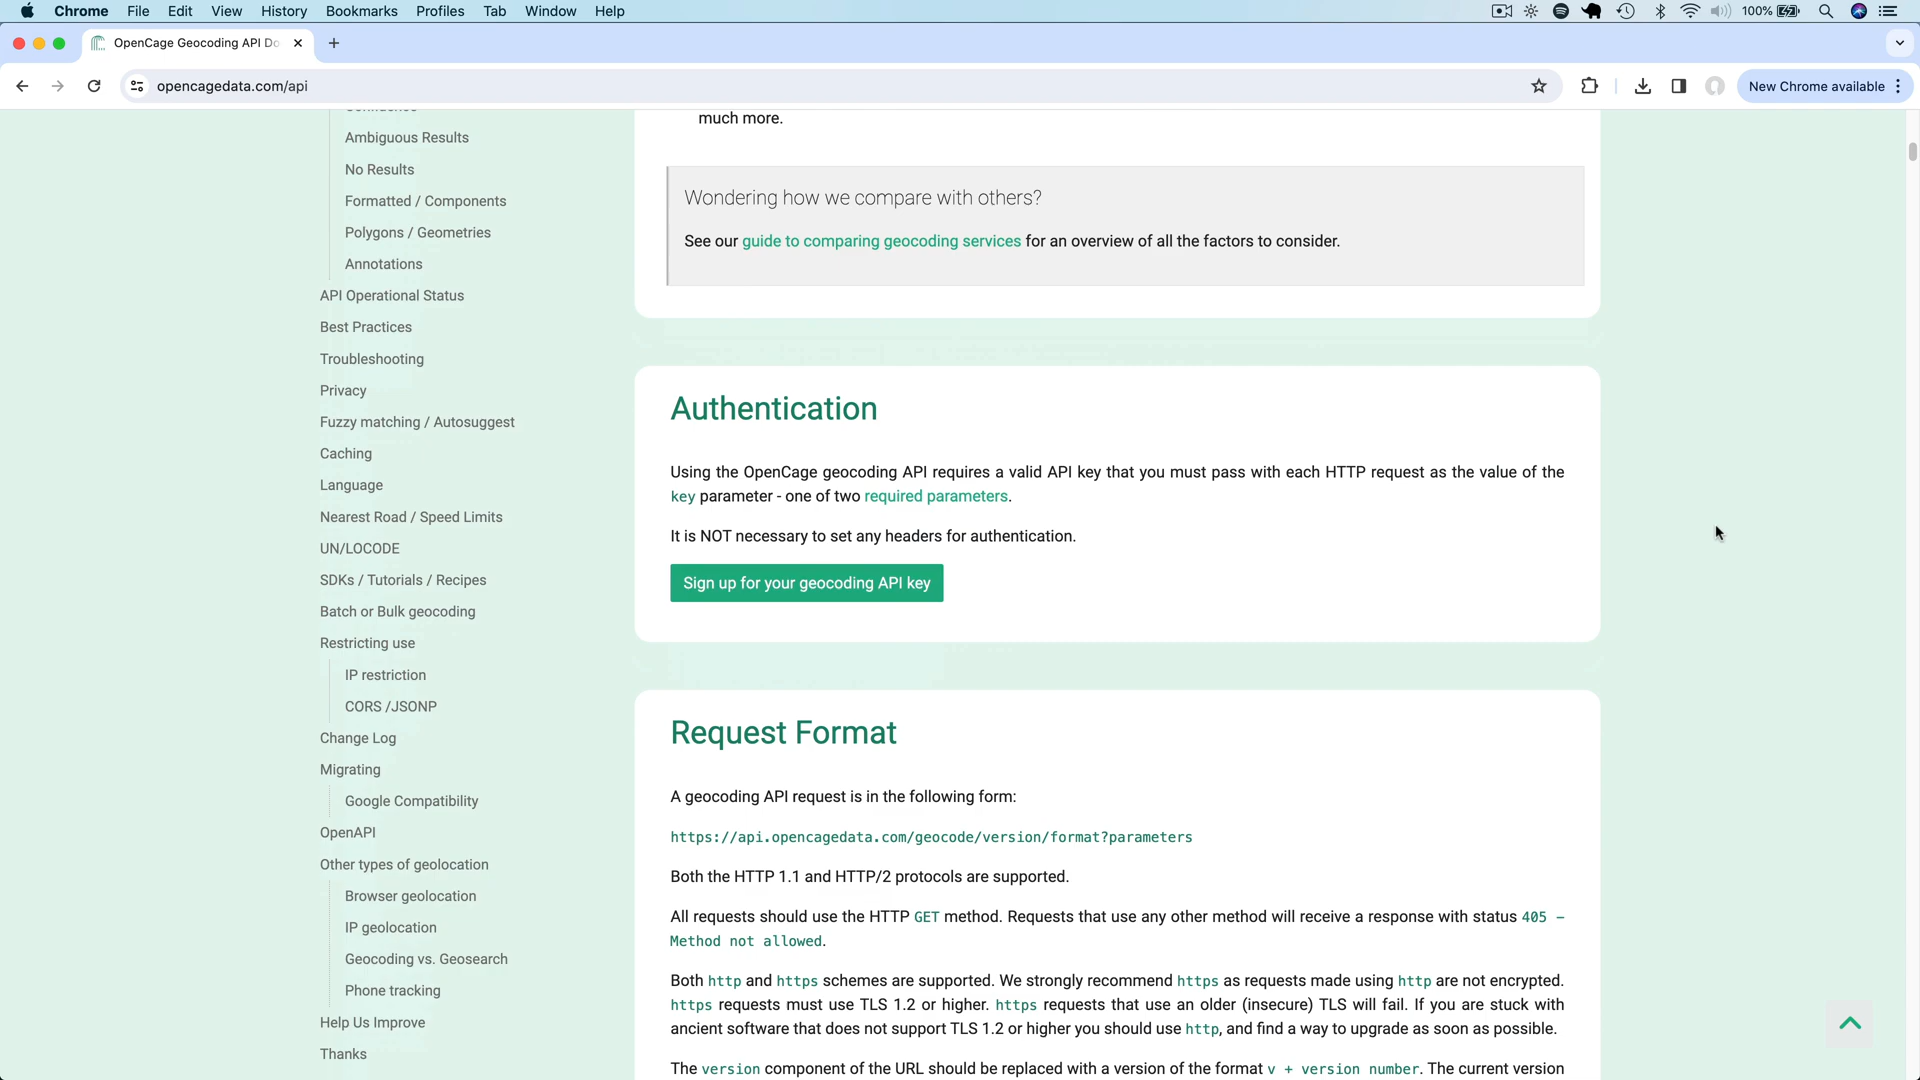 Chrome File Edit View History Bookmarks Profiles Tab Window Help
100%
OpenCage Geocoding API Do
opencagedata.com/api
New Chrome available
Ambiguous Results
No Results
Formatted / Components
Polygons / Geometries
Annotations
API Operational Status
Best Practices
Troubleshooting
Privacy
Fuzzy matching / Autosuggest
Caching
Language
Nearest Road / Speed Limits
UN/LOCODE
SDKs / Tutorials / Recipes
Batch or Bulk geocoding
Restricting use
IP restriction
CORS /JSONP
Change Log
Migrating
Google Compatibility
OpenAPI
Other types of geolocation
Browser geolocation
IP geolocation
Geocoding vs. Geosearch
Phone tracking
Help Us Improve
Thanks
much more.
Wondering how we compare with others?
See our guide to comparing geocoding services for an overview of all the factors to consider.
Authentication
Using the OpenCage geocoding API requires a valid API key that you must pass with each HTTP request as the value of the
key parameter - one of two required parameters.
It is NOT necessary to set any headers for authentication.
Sign up for your geocoding API key
Request Format
A geocoding API request is in the following form:
https://api.opencagedata.com/geocode/version/format?parameters
Both the HTTP 1.1 and HTTP/2 protocols are supported.
All requests should use the HTTP GET method. Requests that use any other method will receive a response with status 405 –
Method not allowed.
Both http and https schemes are supported. We strongly recommend https as requests made using http are not encrypted.
https requests must use TLS 1.2 or higher. https requests that use an older (insecure) TLS will fail. If you are stuck with
ancient software that does not support TLS 1.2 or higher you should use http, and find a way to upgrade as soon as possible.
The version component of the URL should be replaced with a version of the format v + version number. The current version